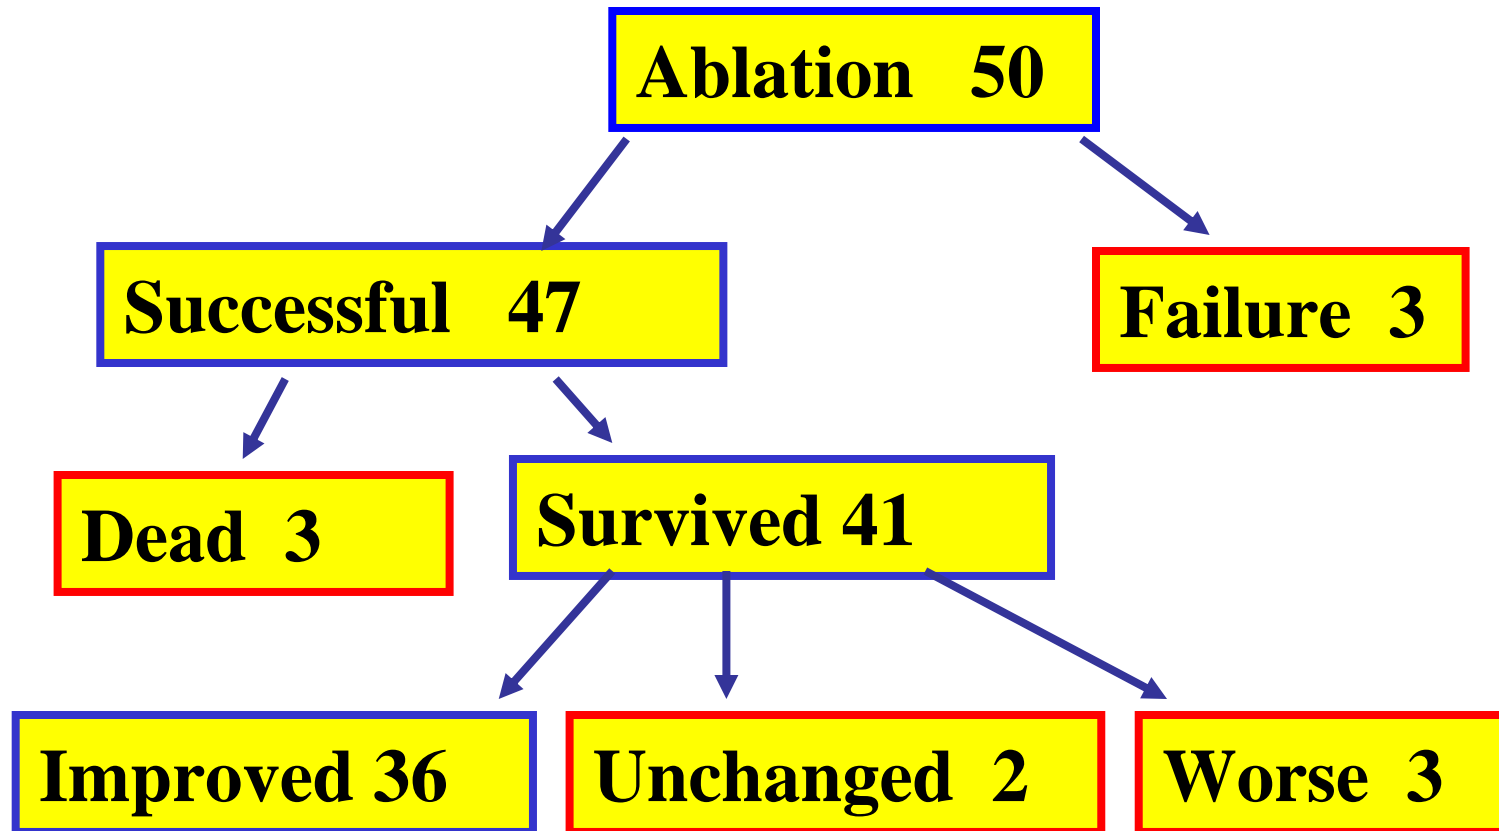 Ablation 50
Successful 47
Failure 3
Dead 3
Survived 41
Improved 36
Unchanged 2
Worse 3